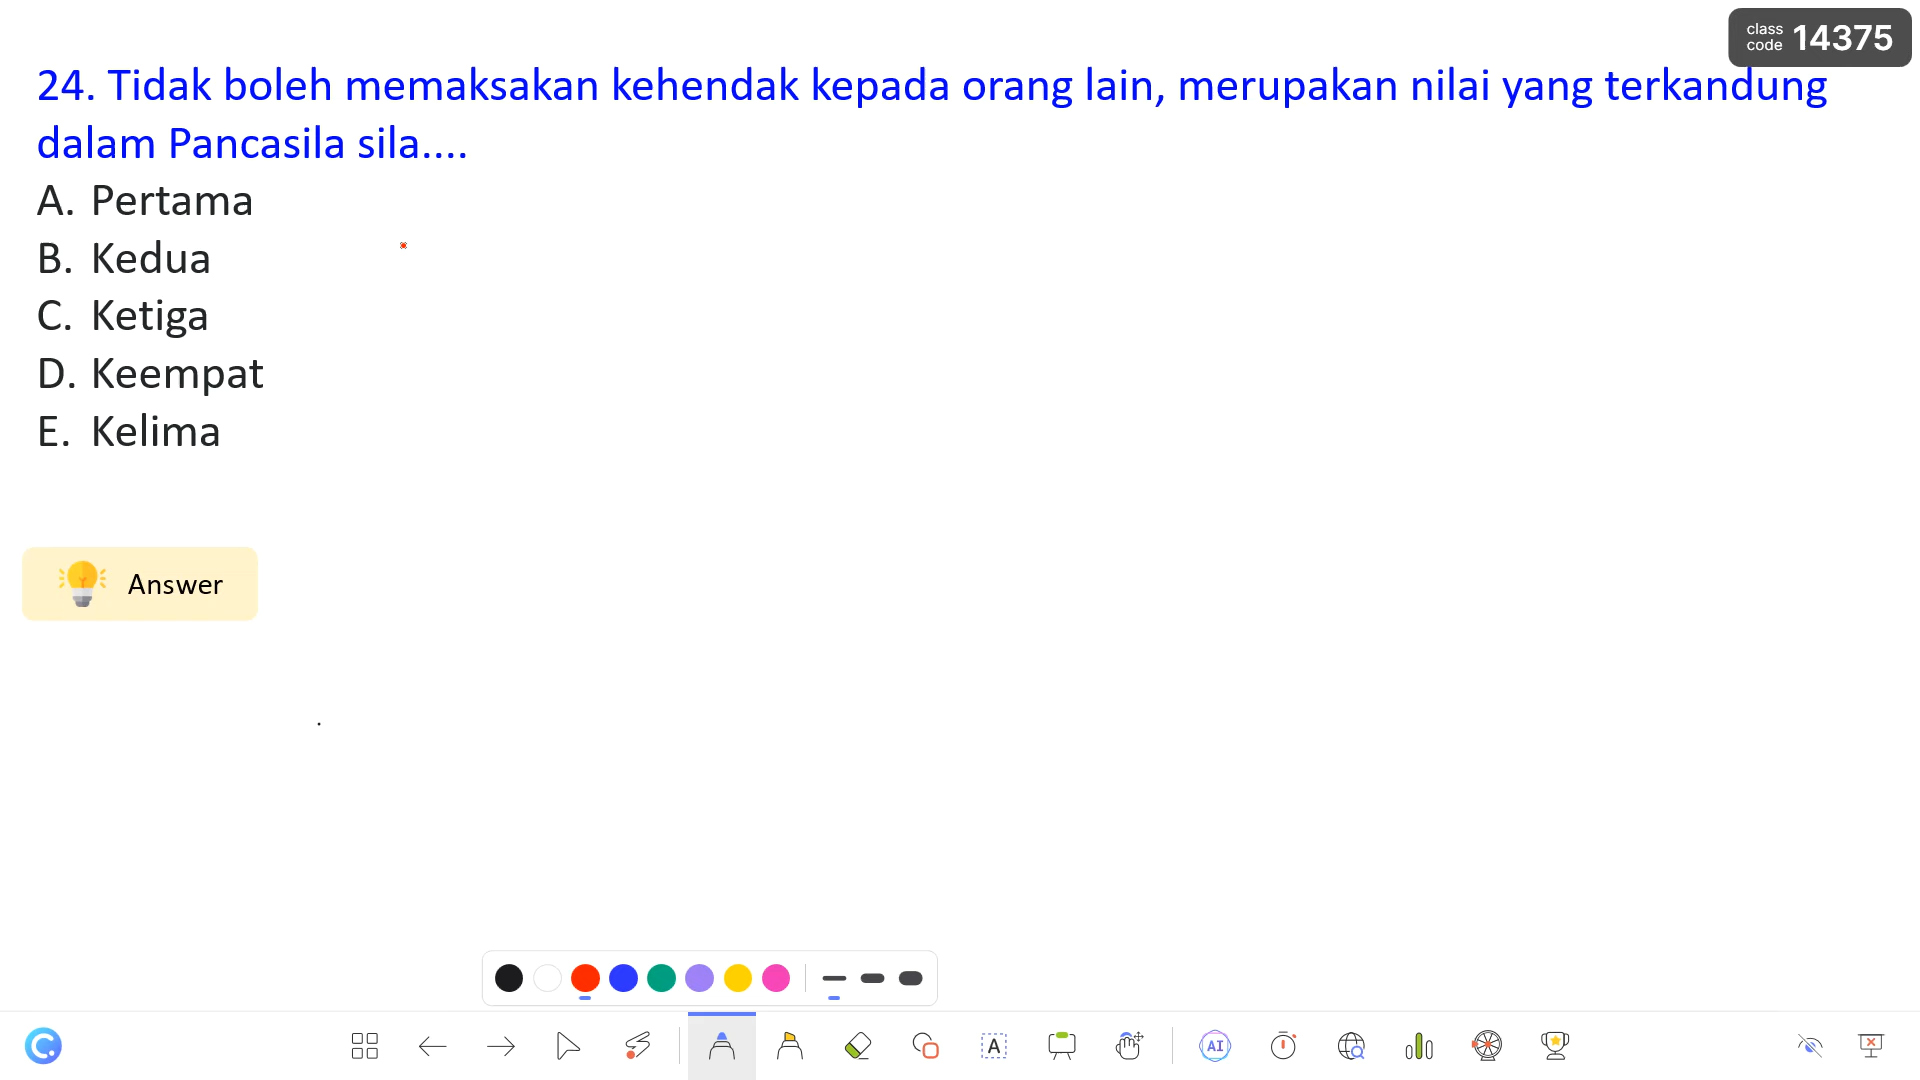 class
code 14375
24. Tidak boleh memaksakan kehendak kepada orang lain, merupakan nilai yang terkandung
dalam Pancasila sila....
A. Pertama
B. Kedua
C. Ketiga
D. Keempat
E. Kelima
Answer
A
AI